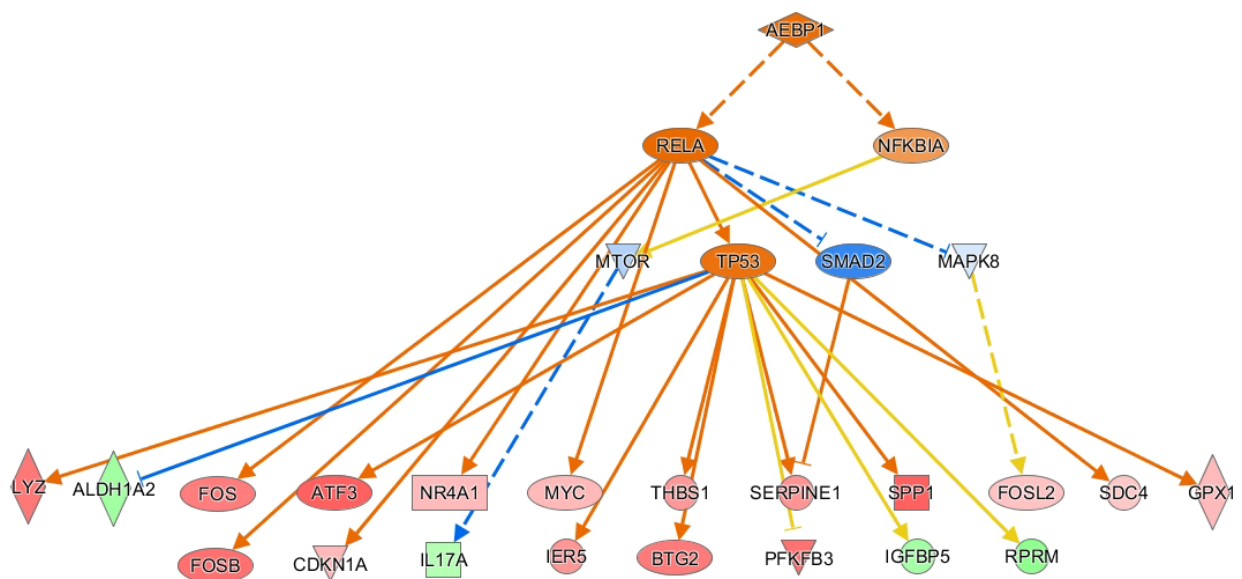 AEBP1
RELA NFKBIA
MTOR TP53 SMAD2 MAPK8
LYZ ALDH1A2 FOS ATF3 NR4A1 MYC THBS1 SERPINE1 SPP1 FOSL2 SDC4 GPX1
FOSB CDKN1A IL17A IER5 BTG2 PFKFB3 IGFBP5 RPRM